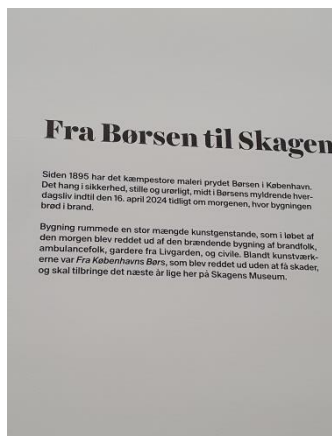 Fra Børsen til Skagen
Siden 1895 har det kæmpestore maleri prydet Børsen i København.
Det hang i sikkerhed, stille og urørligt, midt i Børsens myldrende hver-
dagsliv indtil den 16. april 2024 tidligt om morgenen, hvor bygningen
brød i brand.
Bygning rummede en stor mængde kunstgenstande, som i løbet af
den morgen blev reddet ud af den brændende bygning af brandfolk,
ambulancefolk, gardere fra Livgarden, og civile. Blandt kunstværk-
erne var Fra Københavns Børs, som blev reddet ud uden at få skader,
og skal tilbringe det næste år lige her på Skagens Museum.